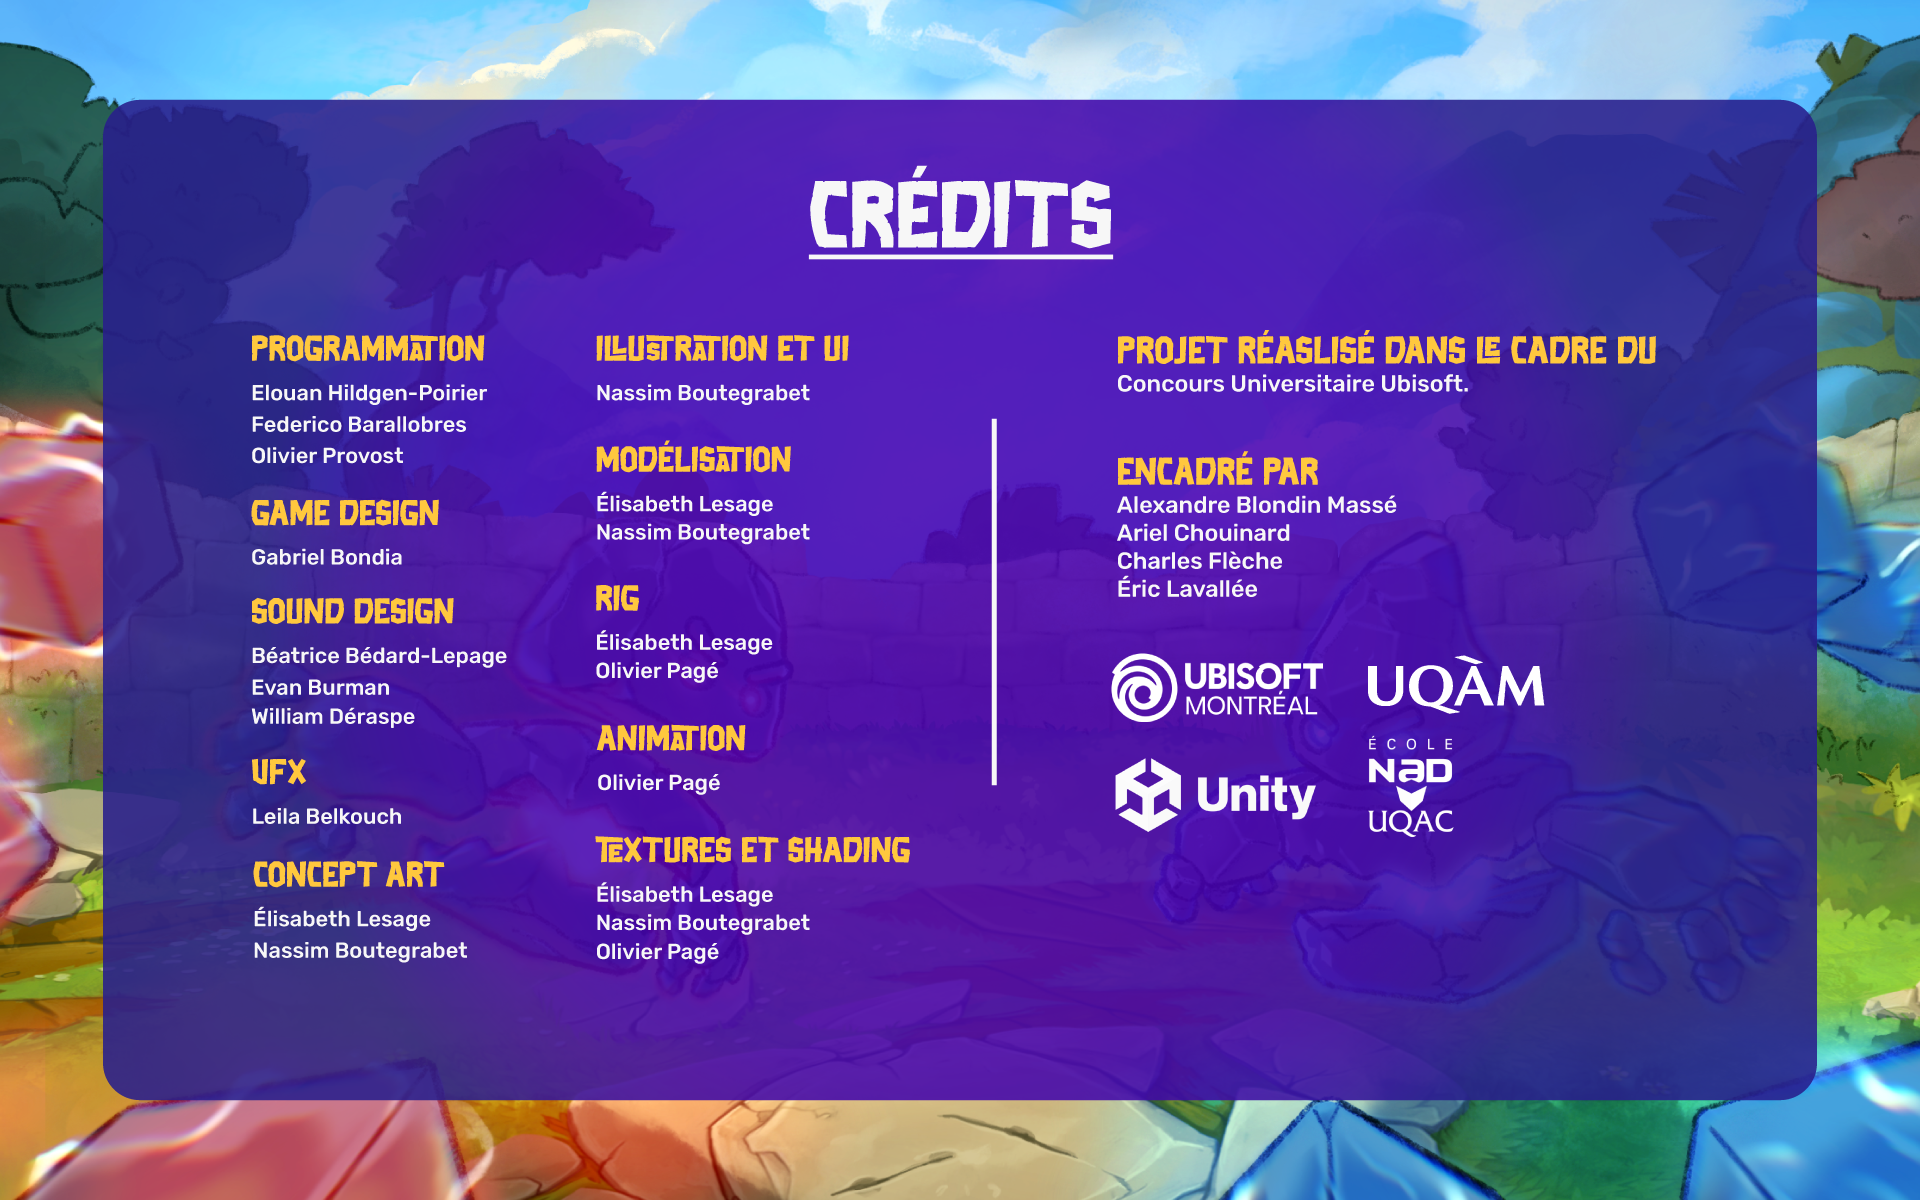 CRÉDITS
PROGRAMMATION
Elouan Hildgen-Poirier
Federico Barallobres
Olivier Provost
GAME DESIGN
Gabriel Bondia
SOUND DESIGN
Béatrice Bédard-Lepage
Evan Burman
William Déraspe
VFX
Leila Belkouch
CONCEPT ART
Élisabeth Lesage
Nassim Boutegrabet
ILLUSTRATION ET UI
Nassim Boutegrabet
MODÉLISATION
Élisabeth Lesage
Nassim Boutegrabet
RIG
Élisabeth Lesage
Olivier Pagé
ANIMATION
Olivier Pagé
TEXTURES ET SHADING
Élisabeth Lesage
Nassim Boutegrabet
Olivier Pagé
PROJET RÉASLISÉ DANS LE CADRE DU
Concours Universitaire Ubisoft.
ENCADRÉ PAR
Alexandre Blondin Massé
Ariel Chouinard
Charles Flèche
Éric Lavallée
UBISOFT
MONTRÉAL
UQÀM
Unity
ÉCOLE
NAD
UQAC